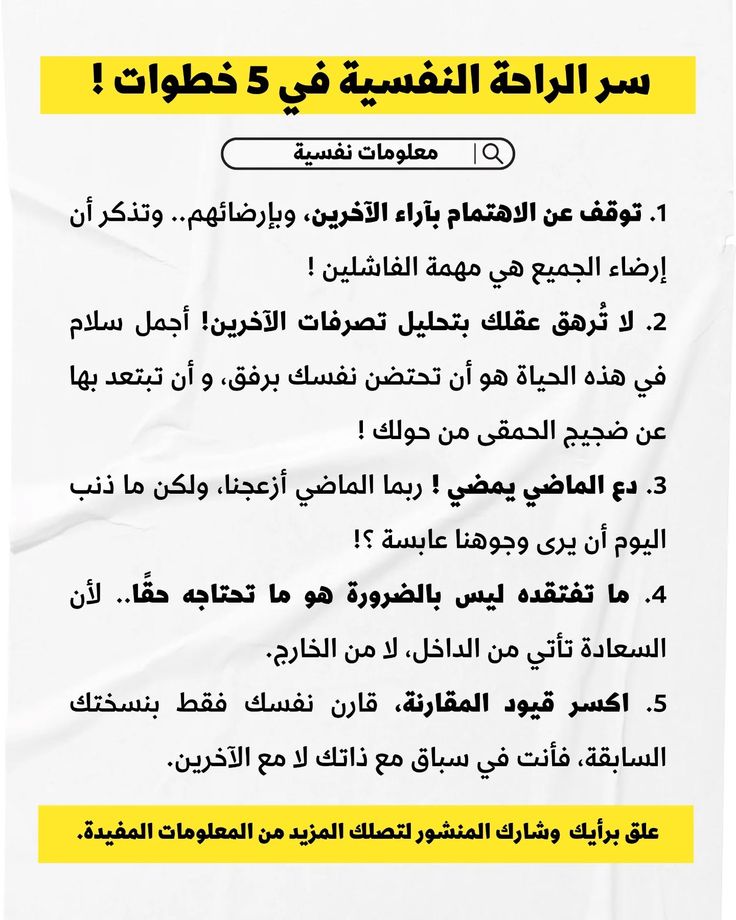 سر الراحة النفسية في 5 خطوات !
معلومات نفسية
1. توقف عن الاهتمام بآراء الآخرين، وبإرضائهم.. وتذكر أن
إرضاء الجميع هي مهمة الفاشلين !
2. لا تُرهق عقلك بتحليل تصرفات الآخرين! أجمل سلام
في هذه الحياة هو أن تحتضن نفسك برفق، و أن تبتعد بها
عن ضجيج الحمقى من حولك !
3. دع الماضي يمضي ! ربما الماضي أزعجنا، ولكن ما ذنب
اليوم أن يرى وجوهنا عابسة ؟!
4. ما تفتقده ليس بالضرورة هو ما تحتاجه حقًا.. لأن
السعادة تأتي من الداخل، لا من الخارج.
5. اكسر قيود المقارنة، قارن نفسك فقط بنسختك
السابقة، فأنت في سباق مع ذاتك لا مع الآخرين.
علق برأيك وشارك المنشور لتصلك المزيد من المعلومات المفيدة.